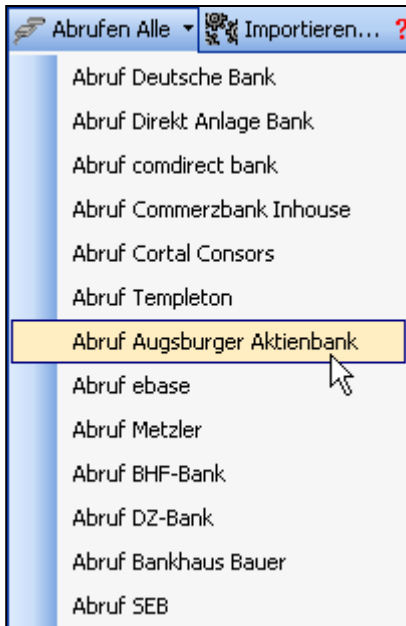 Abrufen Alle Importieren... ?
Abruf Deutsche Bank
Abruf Direkt Anlage Bank
Abruf comdirect bank
Abruf Commerzbank Inhouse
Abruf Cortal Consors
Abruf Templeton
Abruf Augsburger Aktienbank
Abruf ebase
Abruf Metzler
Abruf BHF-Bank
Abruf DZ-Bank
Abruf Bankhaus Bauer
Abruf SEB